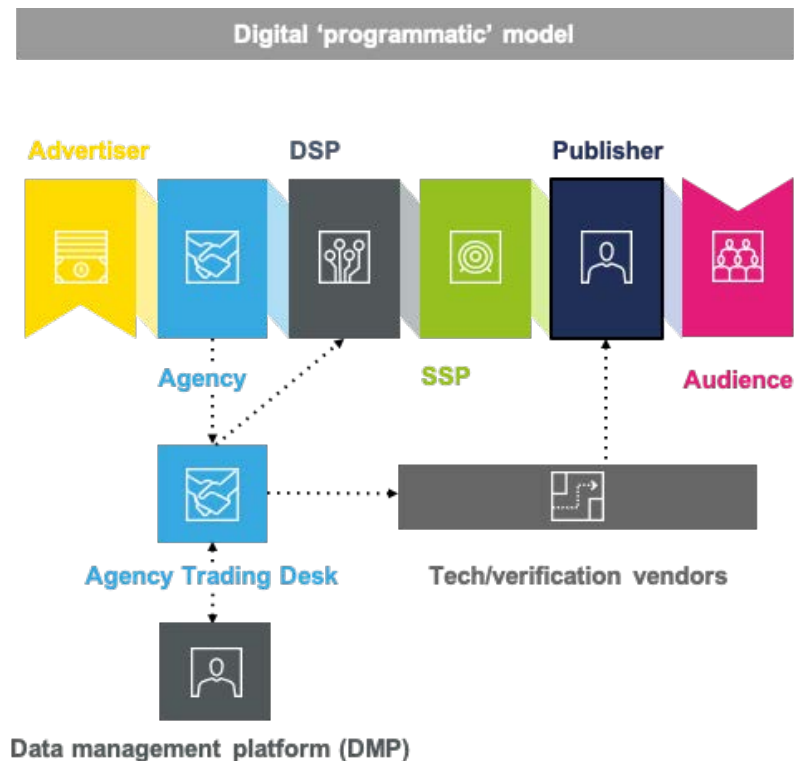 Digital ‘programmatic’ model
Advertiser
DSP
Publisher
Agency
SSP
Audience
Agency Trading Desk
Tech/verification vendors
Data management platform (DMP)